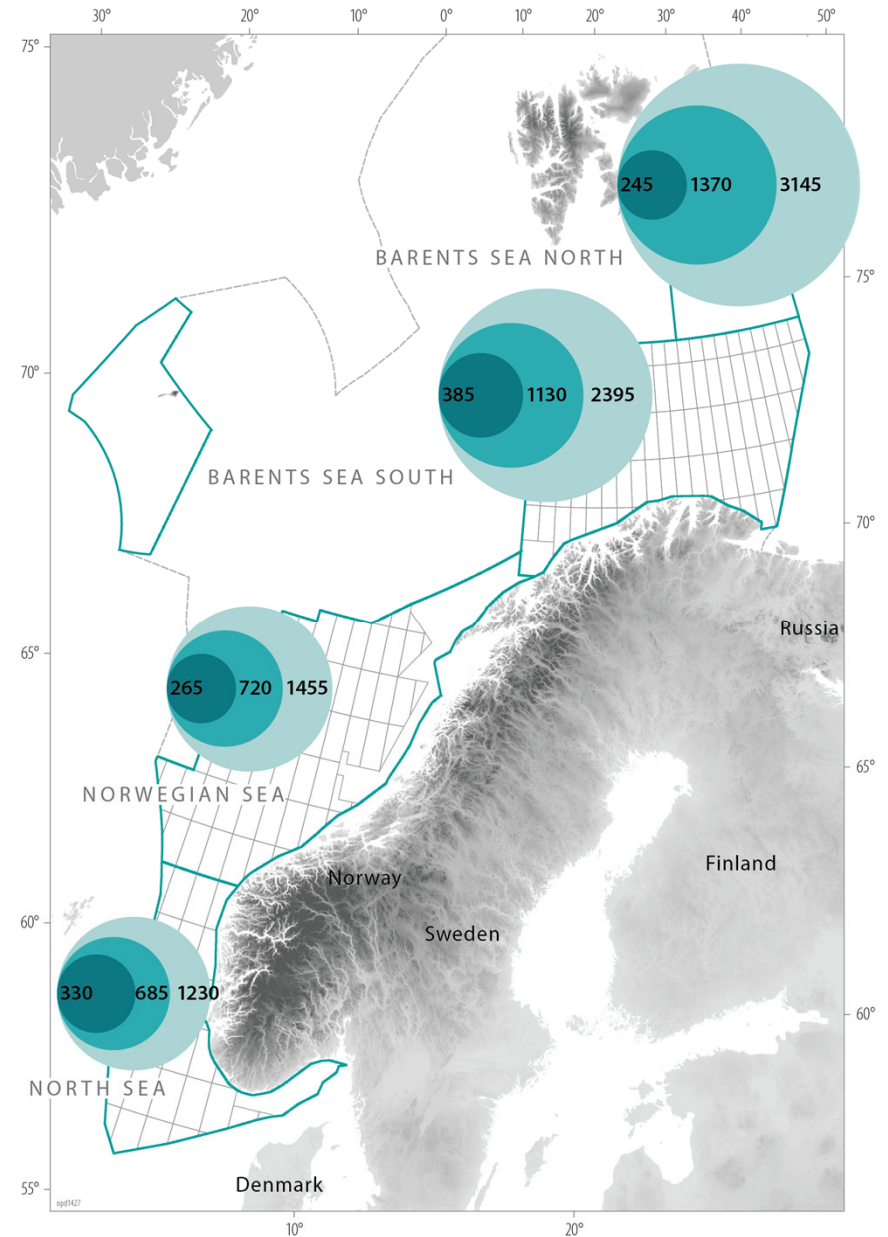 30° 20° 10° 0° 10° 20° 30° 40° 50°
75°
245 1370 3145
BARENTS SEA NORTH
75°
70°
385 1130 2395
BARENTS SEA SOUTH
70°
Russia
65°
265 720 1455
65°
NORWEGIAN SEA
Finland
Norway
60°
Sweden
330 685 1230
60°
NORTH SEA
Denmark
55°
npd1427
10° 20°